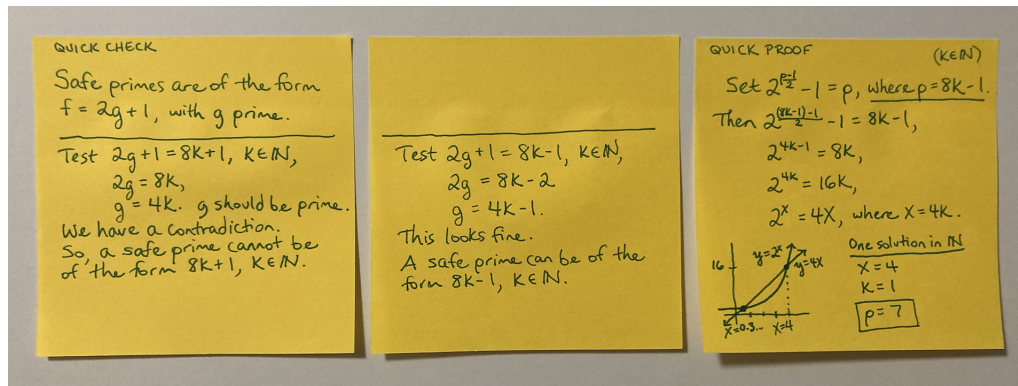 QUICK CHECK
Safe primes are of the form
f = 2g+1, with g prime.
Test 2g+1 = 8K+1, K∈ℕ,
2g = 8K,
g = 4K. g should be prime.
We have a contradiction.
So, a safe prime cannot be
of the form 8K+1, K∈ℕ.
Test 2g+1 = 8K-1, K∈ℕ,
2g = 8K-2
g = 4K-1.
This looks fine.
A safe prime can be of the
form 8K-1, K∈ℕ.
QUICK PROOF
(K∈ℕ)
Set 2^((p-1)/2) -1 = p, where p = 8K-1.
Then 2^(((8K-1)-1)/2) -1 = 8K-1,
2^(4K-1) = 8K,
2^(4K) = 16K,
2^x = 4X, where X = 4K.
One solution in ℕ
X = 4
K = 1
p = 7
y=2^x
y=4x
16
X=0.3... X=4